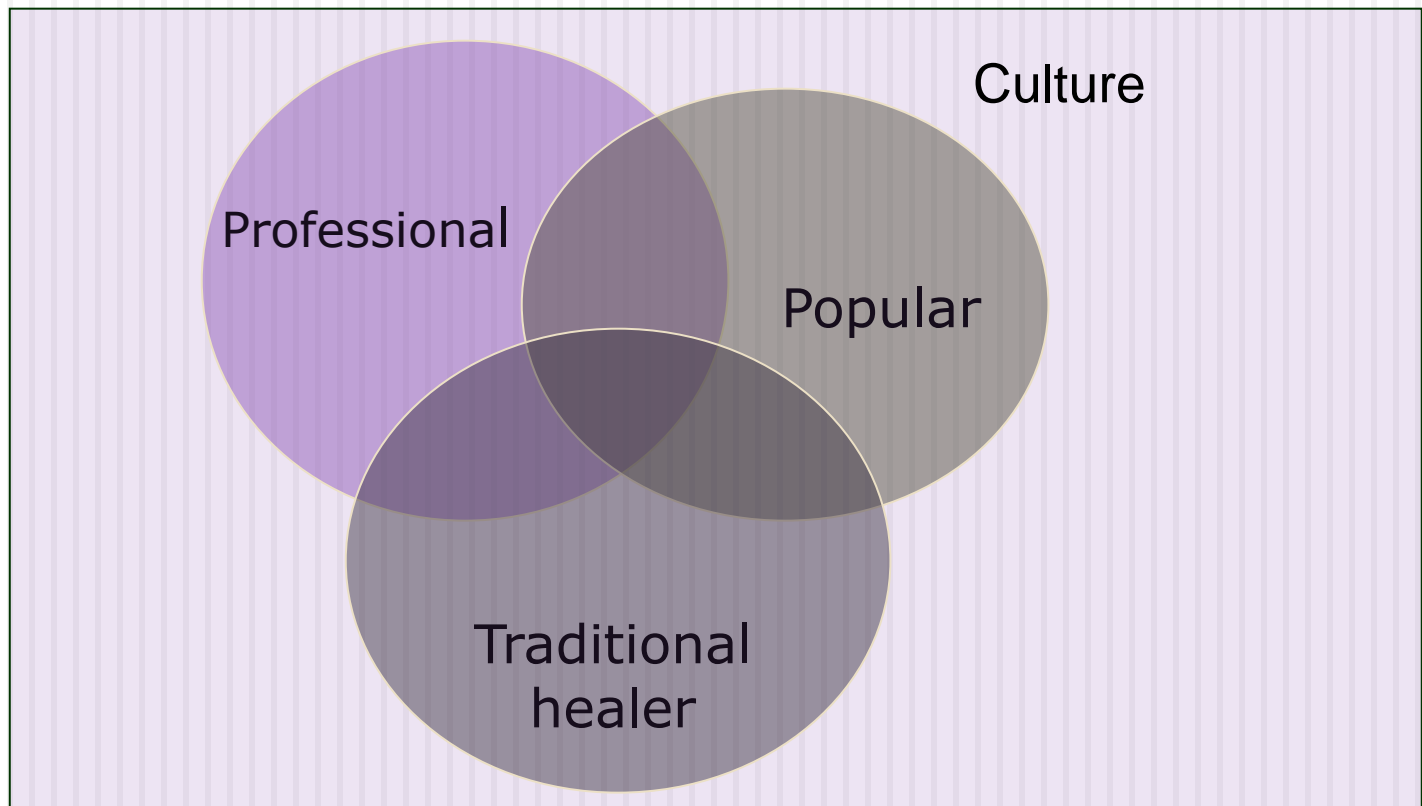 Culture
Professional
Popular
Traditional
healer